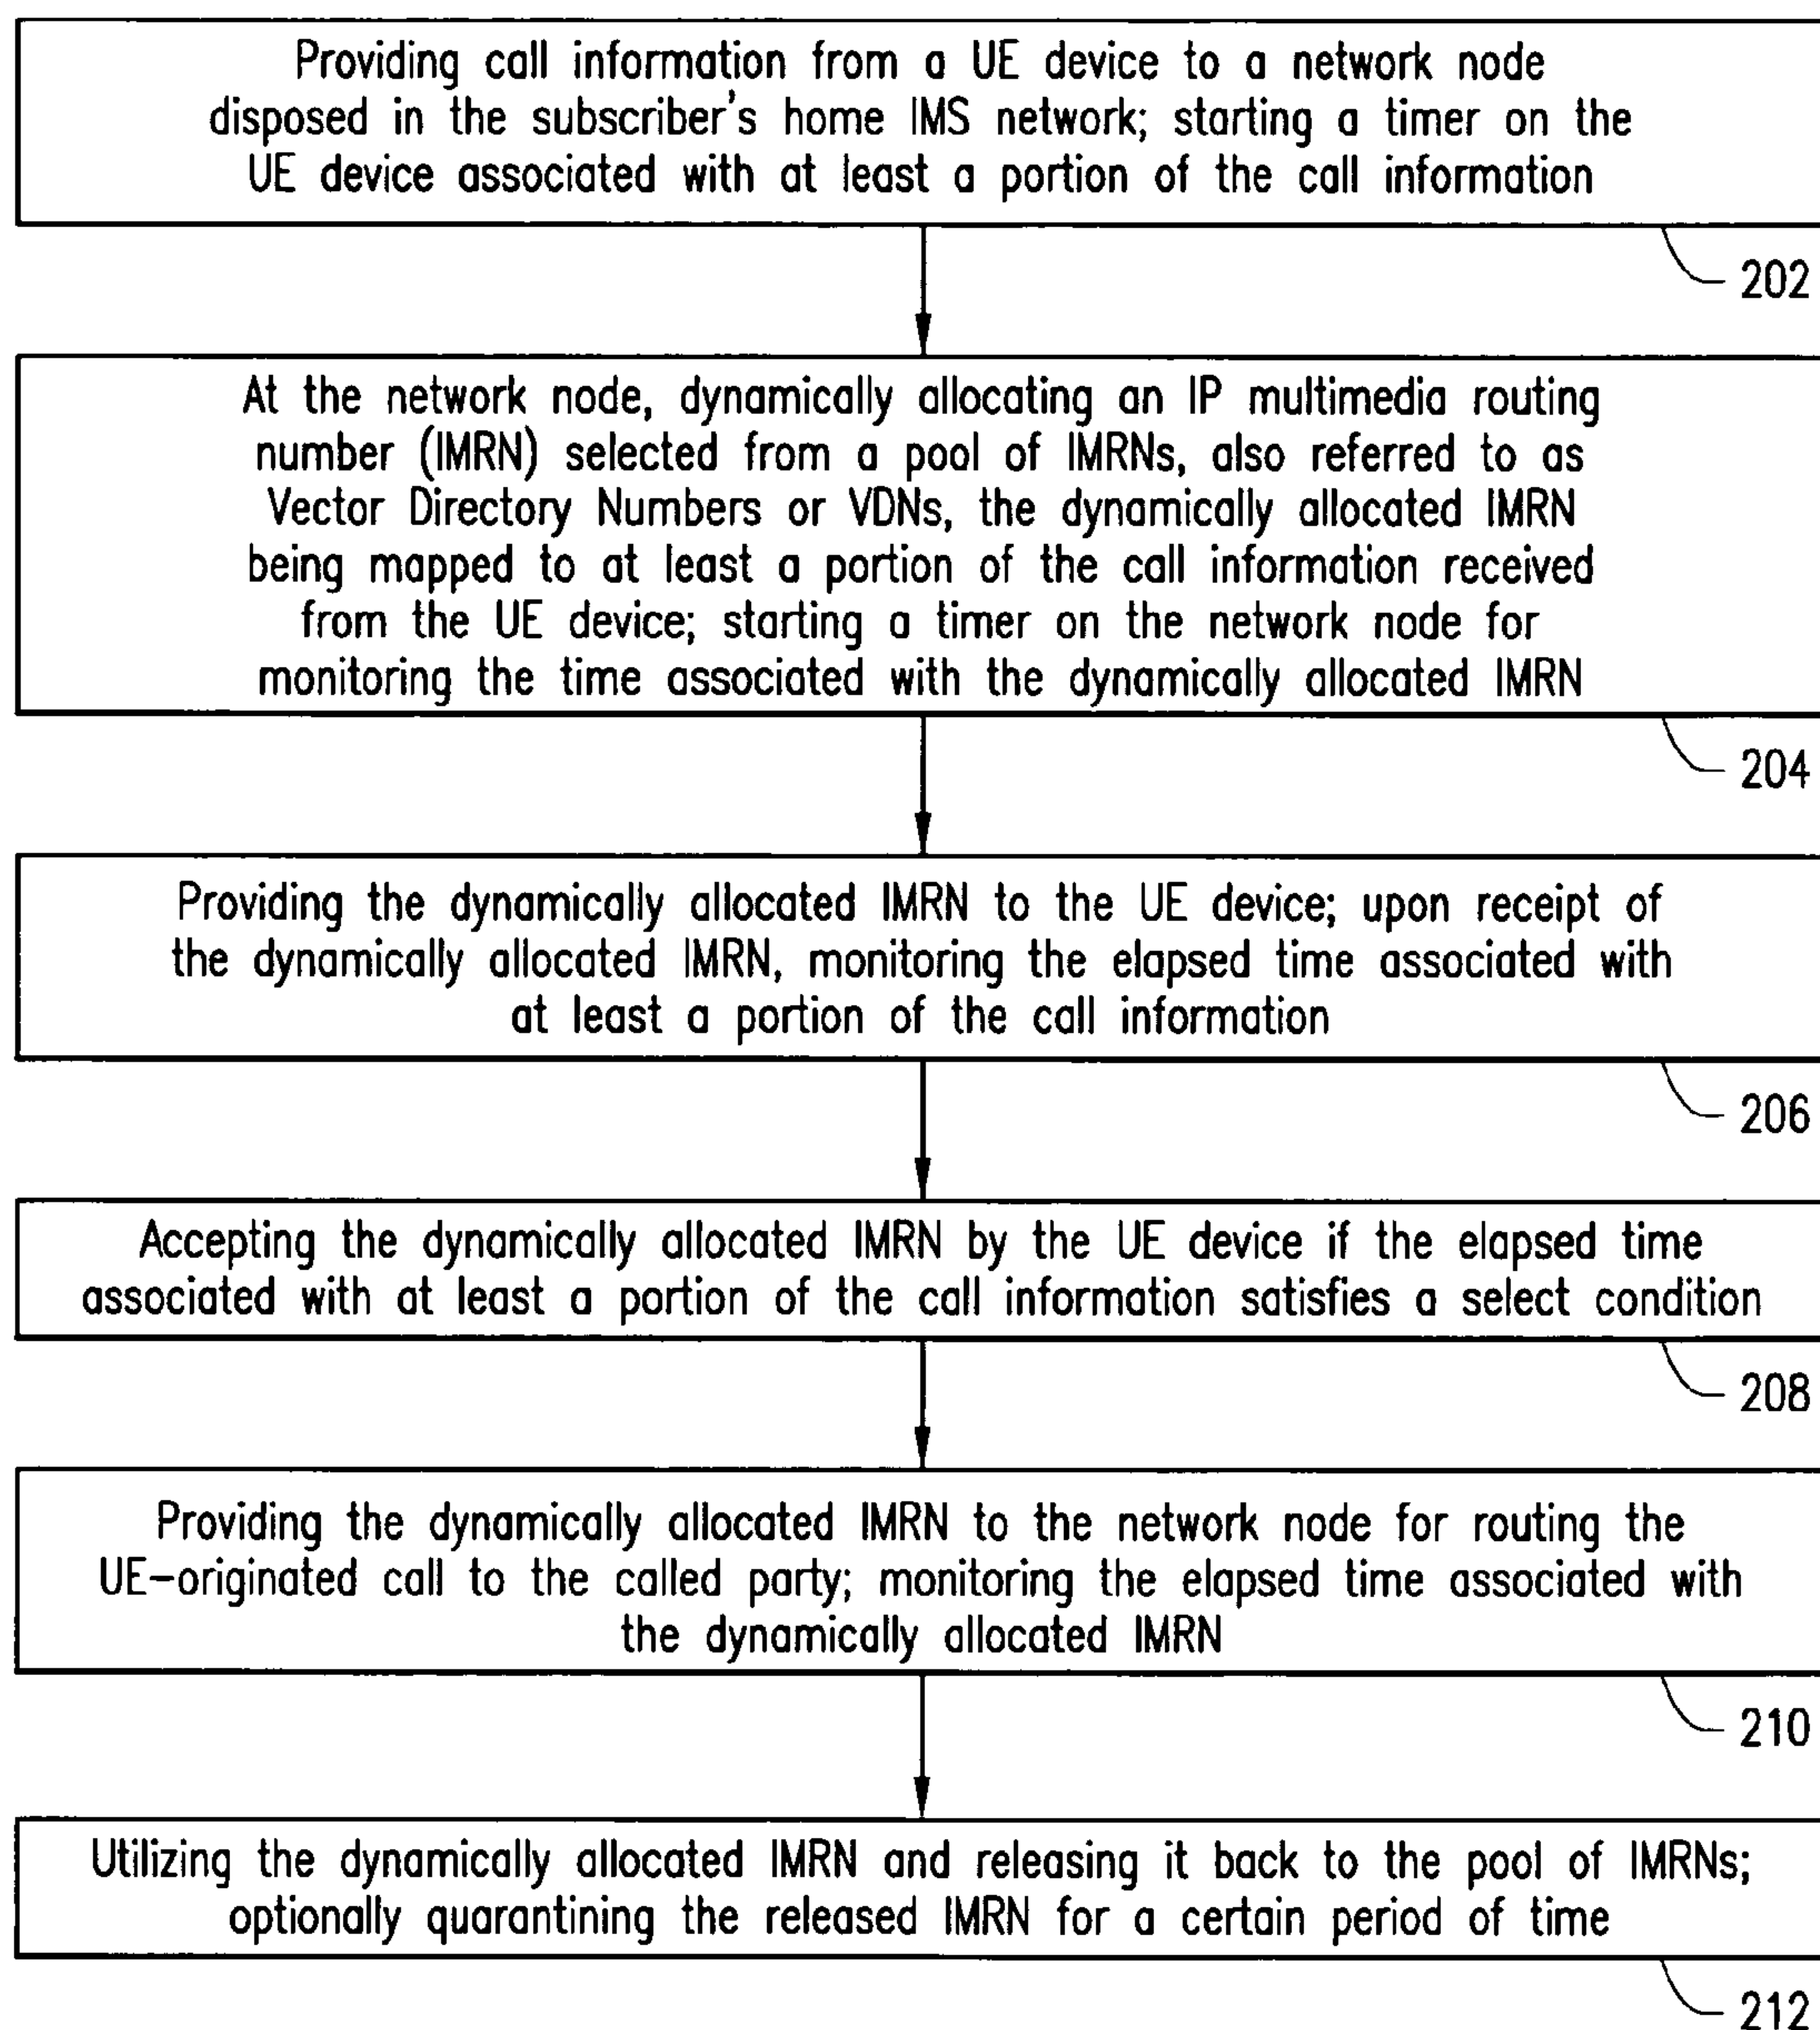 Providing call information from a UE device to a network node
disposed in the subscriber's home IMS network; starting a timer on the
UE device associated with at least a portion of the call information
202
At the network node, dynamically allocating an IP multimedia routing
number (IMRN) selected from a pool of IMRNs, also referred to as
Vector Directory Numbers or VDNs, the dynamically allocated IMRN
being mapped to at least a portion of the call information received
from the UE device; starting a timer on the network node for
monitoring the time associated with the dynamically allocated IMRN
204
Providing the dynamically allocated IMRN to the UE device; upon receipt of
the dynamically allocated IMRN, monitoring the elapsed time associated with
at least a portion of the call information
206
Accepting the dynamically allocated IMRN by the UE device if the elapsed time
associated with at least a portion of the call information satisfies a select condition
208
Providing the dynamically allocated IMRN to the network node for routing the
UE-originated call to the called party; monitoring the elapsed time associated with
the dynamically allocated IMRN
210
Utilizing the dynamically allocated IMRN and releasing it back to the pool of IMRNs;
optionally quarantining the released IMRN for a certain period of time
212